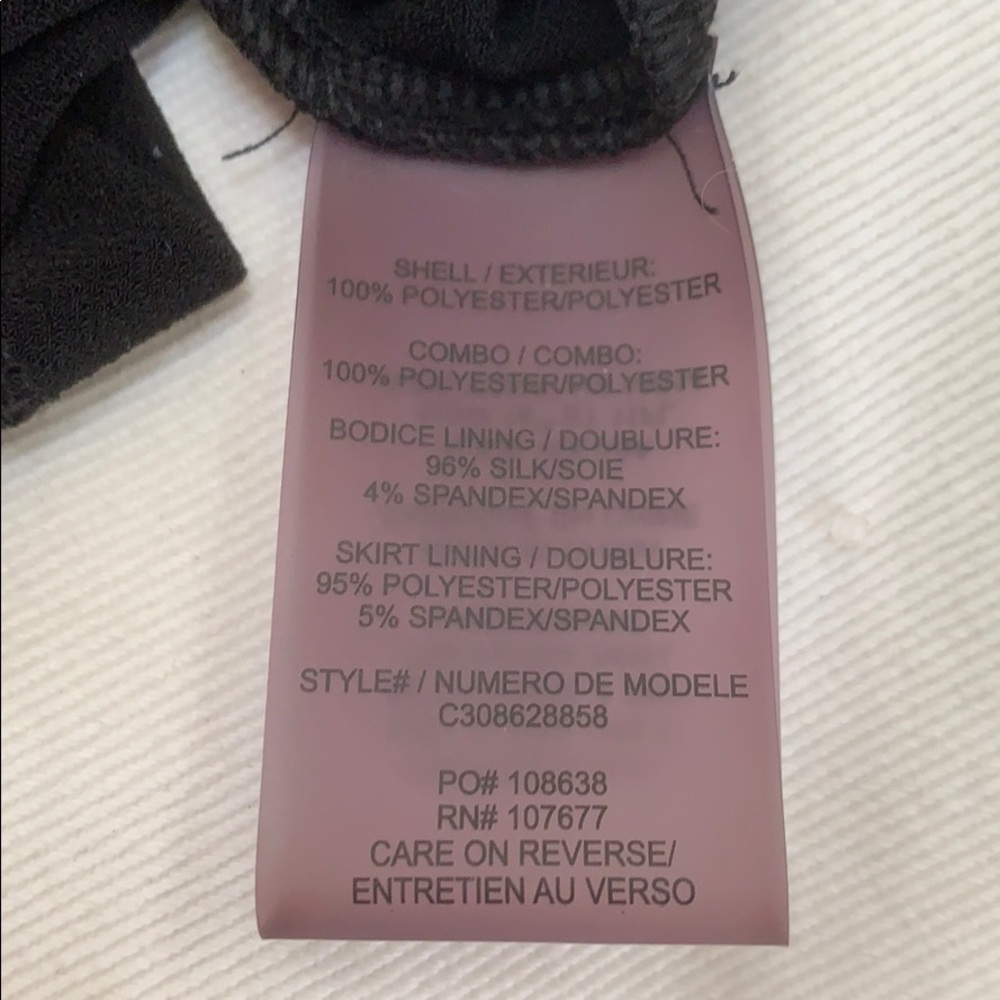 SHELL / EXTERIEUR:
100% POLYESTER/POLYESTER
COMBO / COMBO:
100% POLYESTER/POLYESTER
BODICE LINING / DOUBLURE:
96% SILK/SOIE
4% SPANDEX/SPANDEX
SKIRT LINING / DOUBLURE:
95% POLYESTER/POLYESTER
5% SPANDEX/SPANDEX
STYLE# / NUMERO DE MODELE
C308628858
PO# 108638
RN# 107677
CARE ON REVERSE/
ENTRETIEN AU VERSO